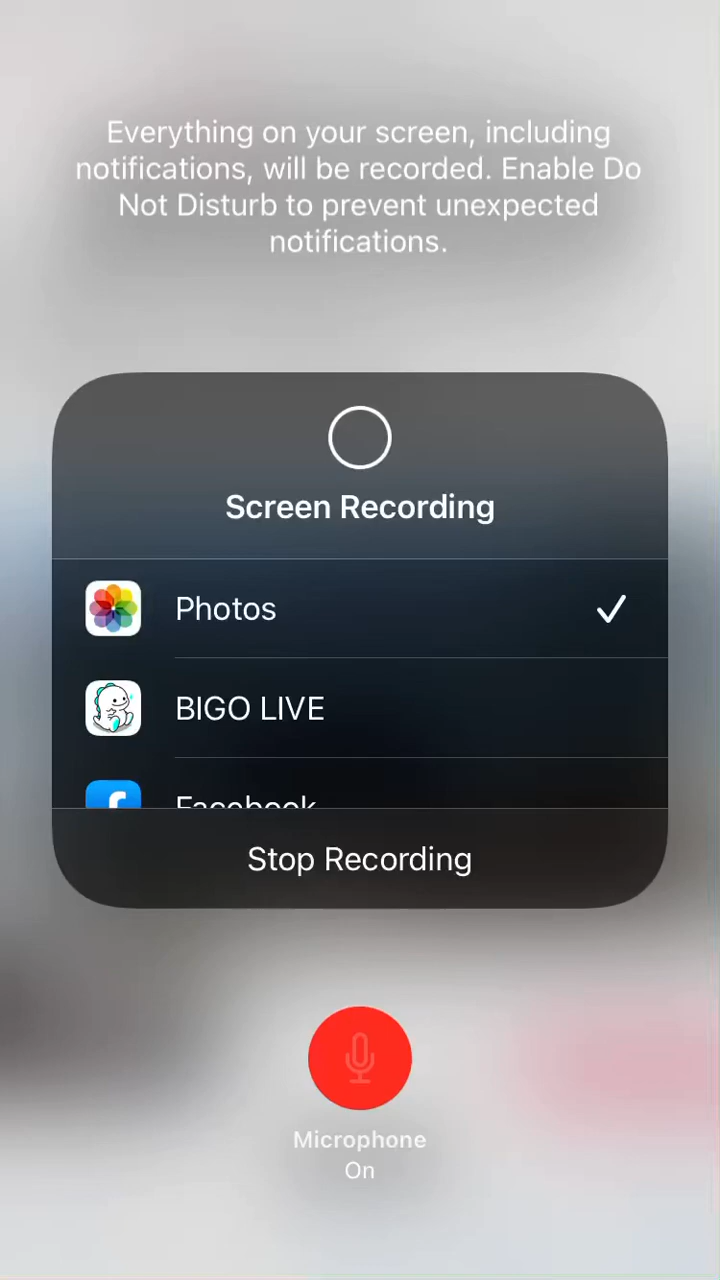 Everything on your screen, including
notifications, will be recorded. Enable Do
Not Disturb to prevent unexpected
notifications.
Screen Recording
Photos
BIGO LIVE
Facebook
Stop Recording
Microphone
On